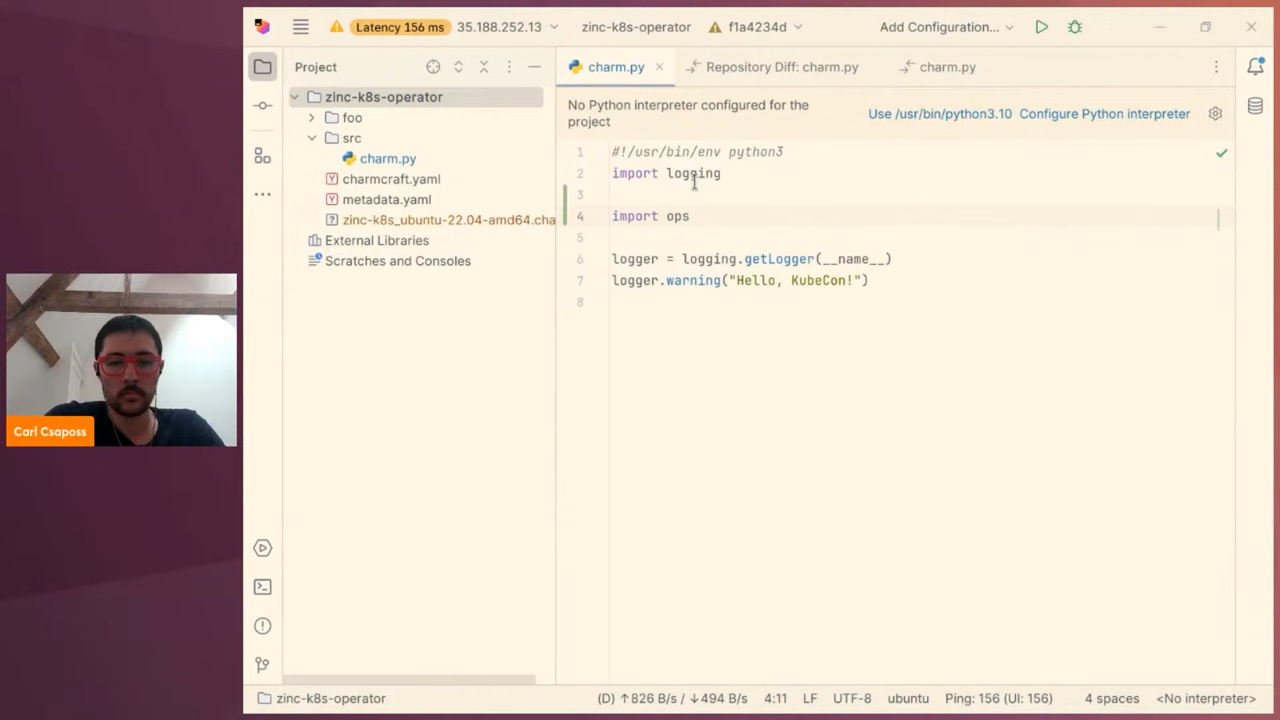 Latency 156 ms 35.188.252.13 zinc-k8s-operator f1a4234d Add Configuration...
Project
charm.py Repository Diff: charm.py charm.py
zinc-k8s-operator
foo
src
charm.py
charmcraft.yaml
metadata.yaml
zinc-k8s_ubuntu-22.04-amd64.cha
External Libraries
Scratches and Consoles
No Python interpreter configured for the
project
Use /usr/bin/python3.10 Configure Python interpreter
1 #!/usr/bin/env python3
2 import logging
3
4 import ops
5
6 logger = logging.getLogger(__name__)
7 logger.warning("Hello, KubeCon!")
8
Carl Csaposs
zinc-k8s-operator (D) ↑826 B/s / ↓494 B/s 4:11 LF UTF-8 ubuntu Ping: 156 (UI: 156) 4 spaces <No interpreter>